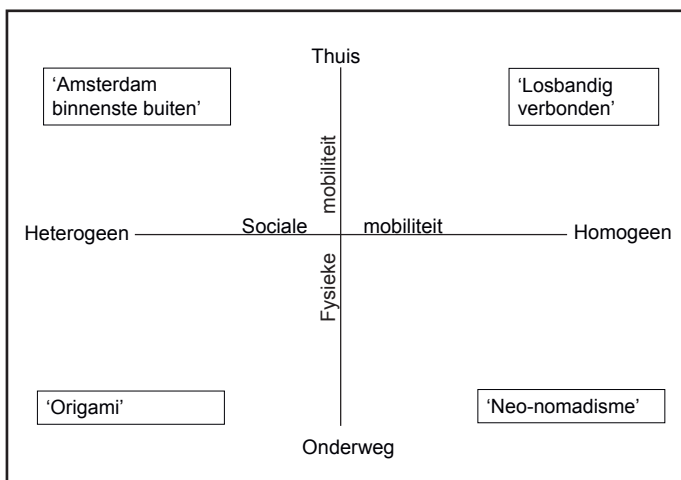 Thuis
‘Amsterdam
binnenste buiten’
‘Losbandig
verbonden’
Fysieke mobiliteit
Heterogeen
Sociale mobiliteit
Homogeen
‘Origami’
‘Neo-nomadisme’
Onderweg